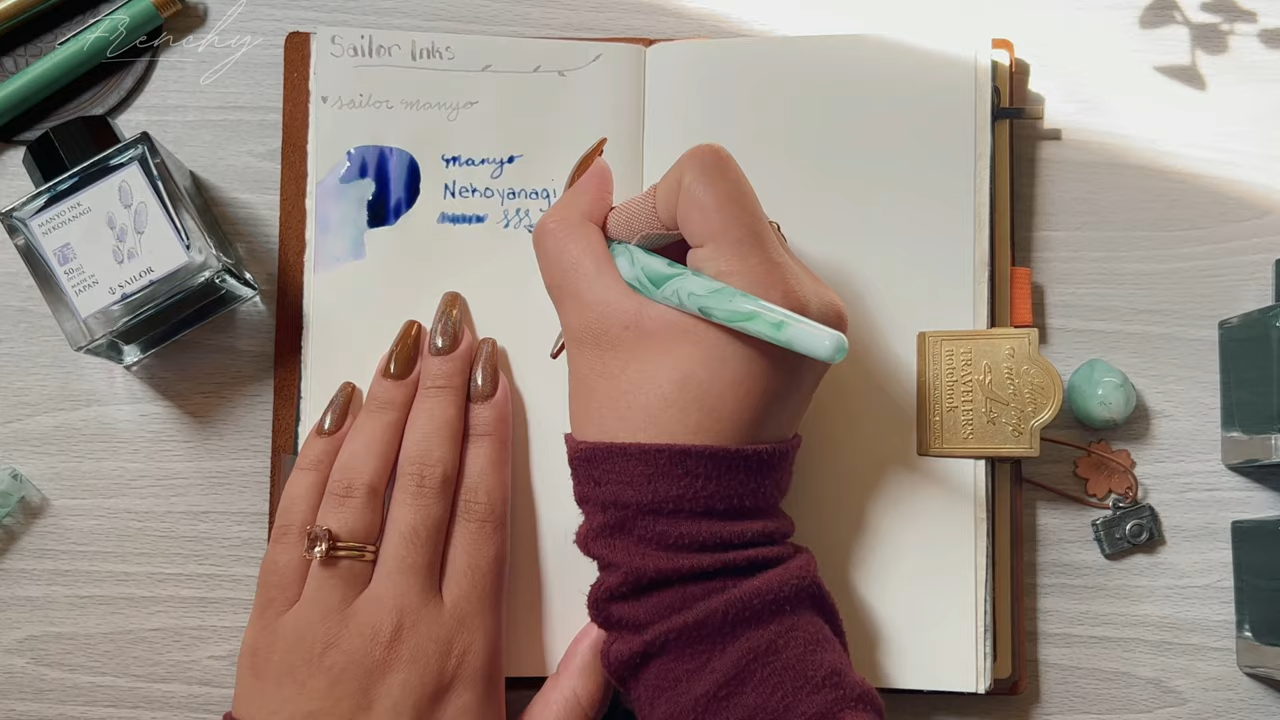 Frenchy
Sailor Inks
sailor manyo
manyo
Nekoyanagi
MANYO INK
NEKOYANAGI
50ml
MADE IN
JAPAN
SAILOR
TRAVELER'S
notebook